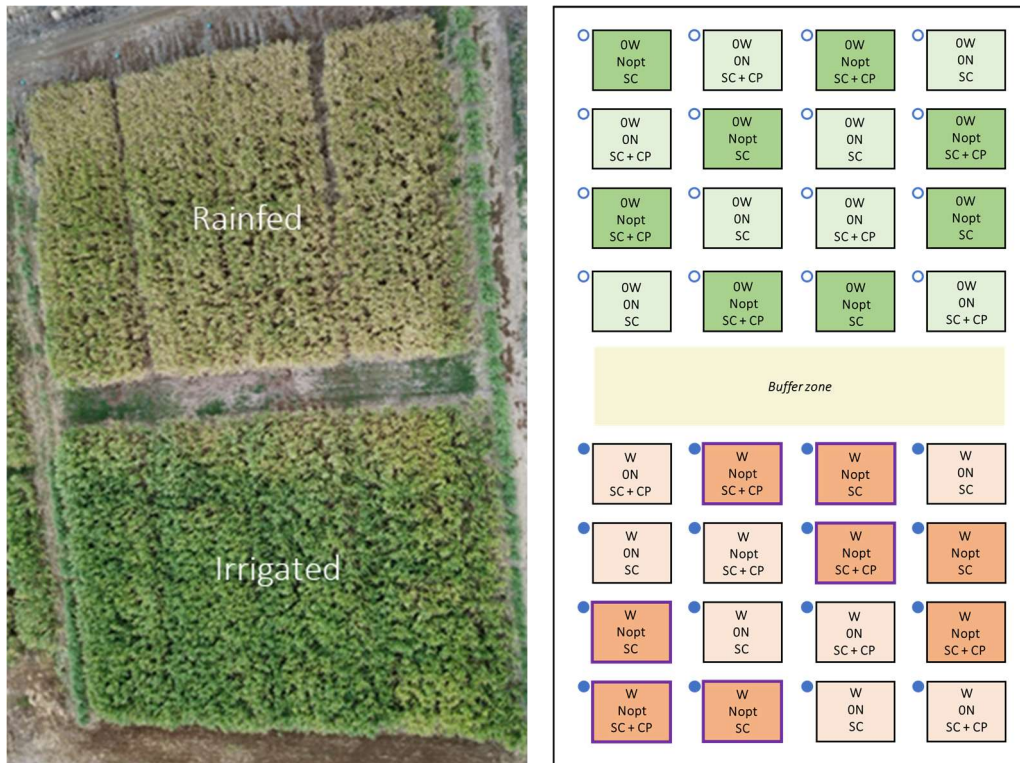 Rainfed
Irrigated
0W
Nopt
SC
0W
0N
SC + CP
0W
Nopt
SC + CP
0W
0N
SC
0W
0N
SC + CP
0W
Nopt
SC
0W
0N
SC
0W
Nopt
SC + CP
0W
Nopt
SC + CP
0W
0N
SC
0W
0N
SC + CP
0W
Nopt
SC
0W
0N
SC
0W
Nopt
SC + CP
0W
Nopt
SC
0W
0N
SC + CP
Buffer zone
W
0N
SC + CP
W
Nopt
SC + CP
W
Nopt
SC
W
0N
SC
W
0N
SC
W
Nopt
SC + CP
W
Nopt
SC + CP
W
Nopt
SC
W
Nopt
SC
W
0N
SC
W
0N
SC + CP
W
Nopt
SC + CP
W
Nopt
SC + CP
W
Nopt
SC
W
0N
SC
W
0N
SC + CP